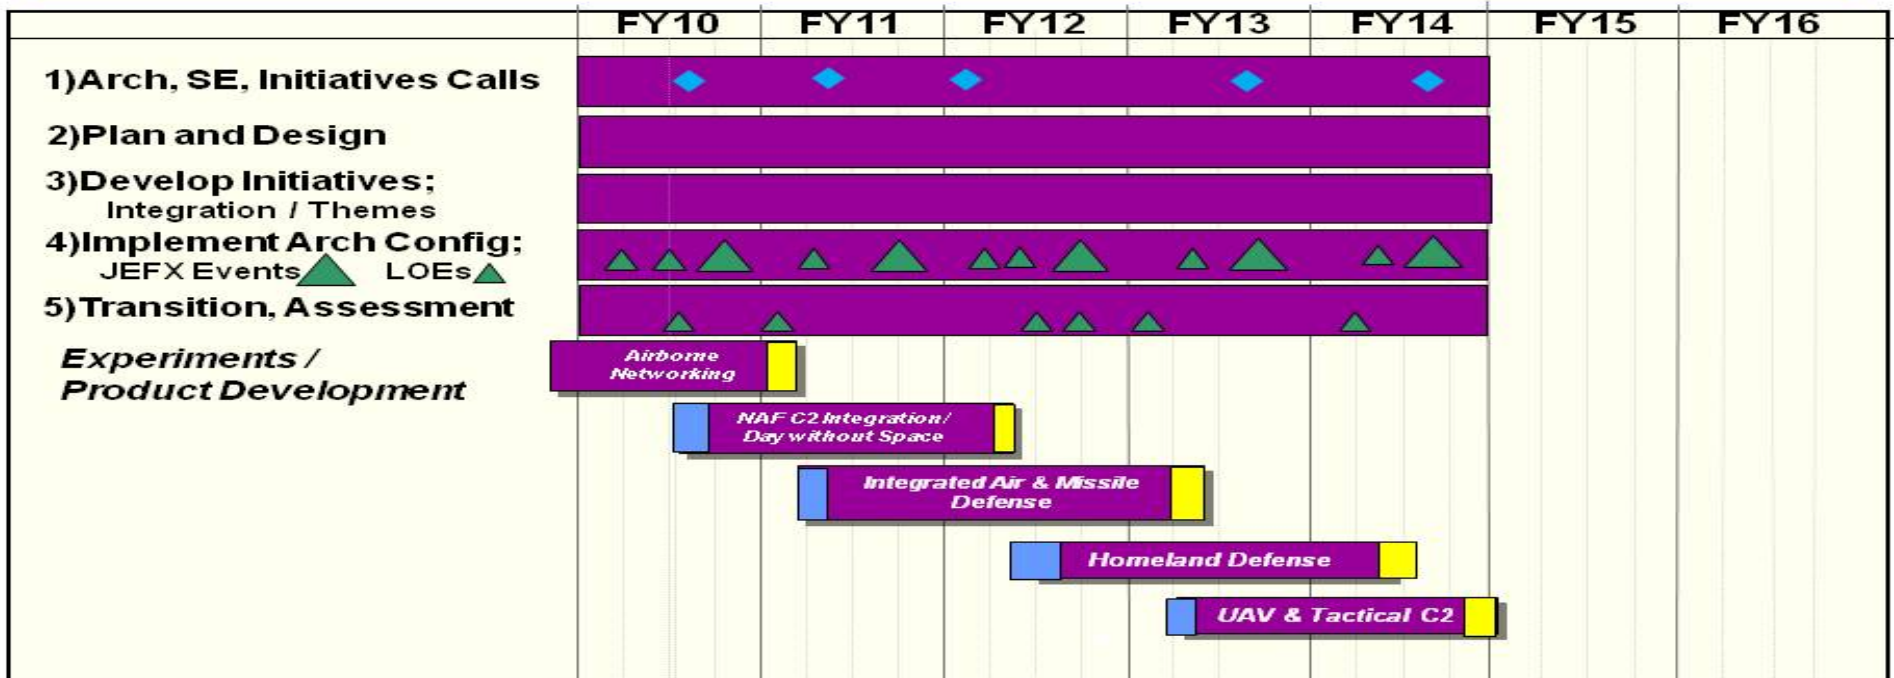 FY10 FY11 FY12 FY13 FY14 FY15 FY16
1)Arch, SE, Initiatives Calls
2)Plan and Design
3)Develop Initiatives;
Integration / Themes
4)Implement Arch Config;
JEFX Events LOEs
5)Transition, Assessment
Experiments /
Product Development
Airborne
Networking
NAF C2 Integration/
Day without Space
Integrated Air & Missile
Defense
Homeland Defense
UAV & Tactical C2